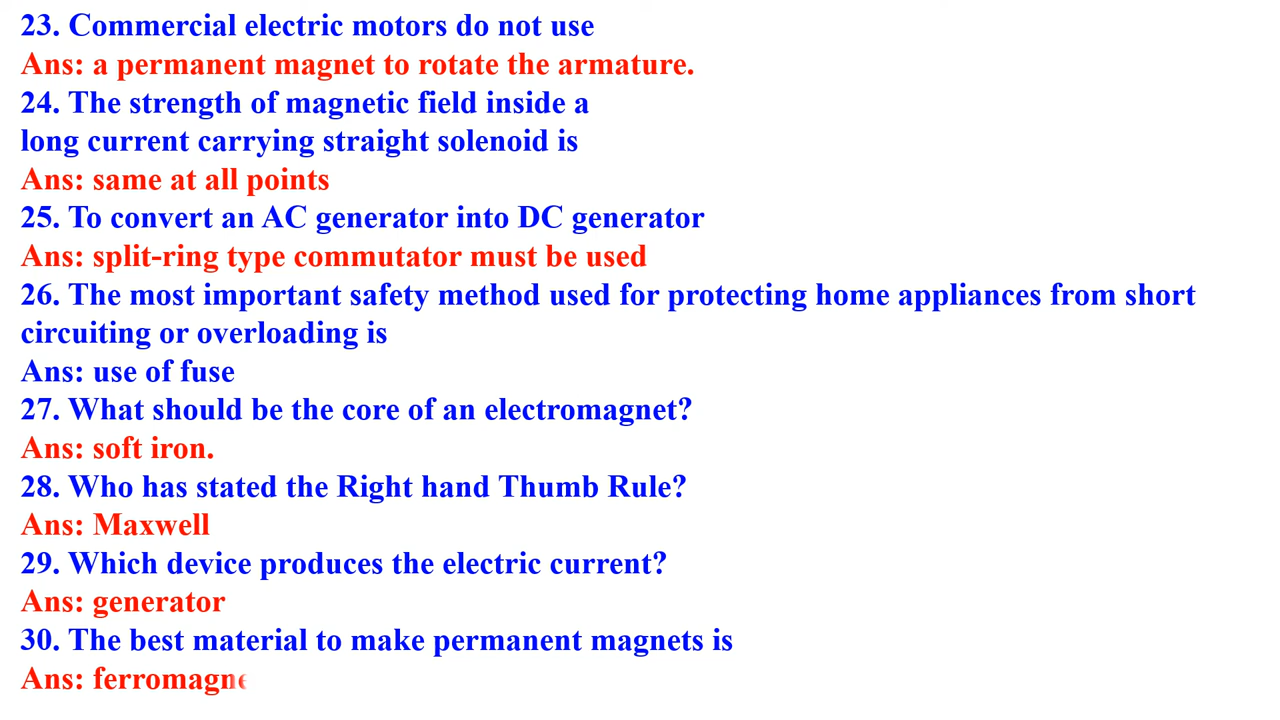 23. Commercial electric motors do not use
Ans: a permanent magnet to rotate the armature.
24. The strength of magnetic field inside a
long current carrying straight solenoid is
Ans: same at all points
25. To convert an AC generator into DC generator
Ans: split-ring type commutator must be used
26. The most important safety method used for protecting home appliances from short
circuiting or overloading is
Ans: use of fuse
27. What should be the core of an electromagnet?
Ans: soft iron.
28. Who has stated the Right hand Thumb Rule?
Ans: Maxwell
29. Which device produces the electric current?
Ans: generator
30. The best material to make permanent magnets is
Ans: ferromagne